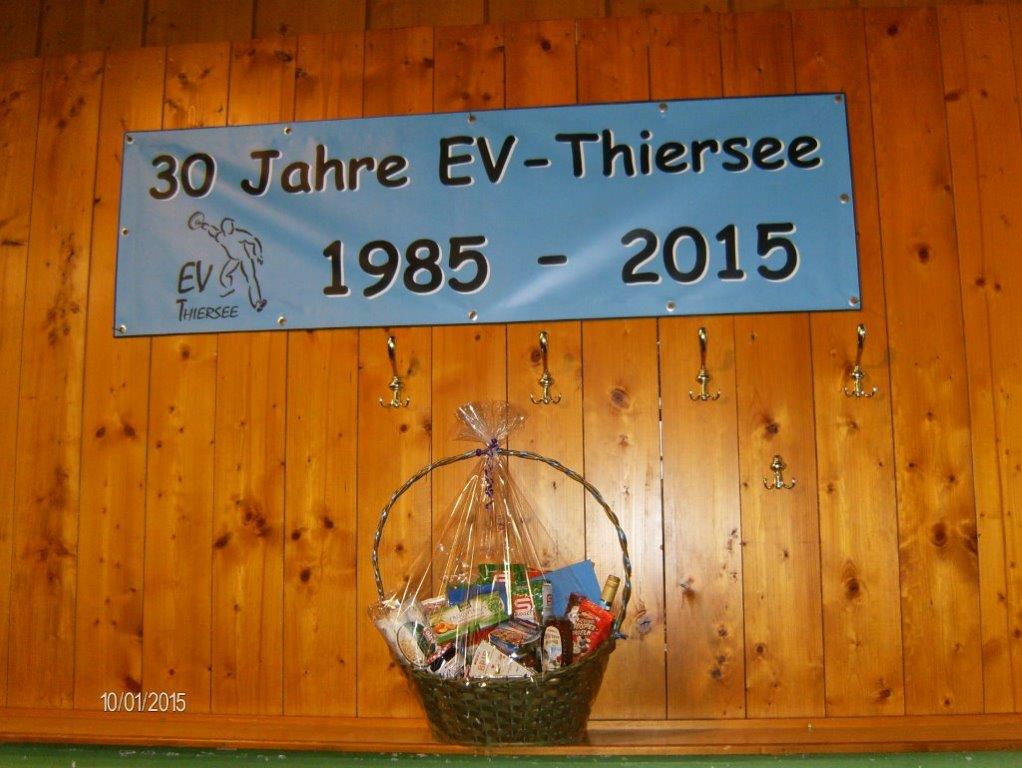 30 Jahre EV-Thiersee
1985 - 2015
EV
THIERSEE
10/01/2015